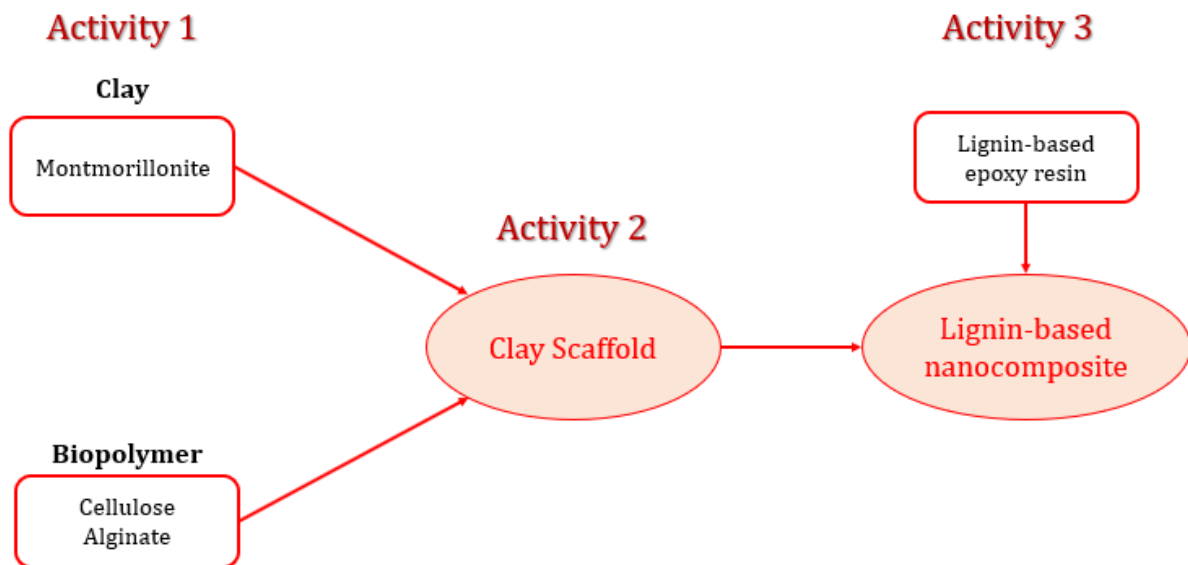 Activity 1
Clay
Montmorillonite
Biopolymer
Cellulose
Alginate
Activity 2
Clay Scaffold
Activity 3
Lignin-based
epoxy resin
Lignin-based
nanocomposite